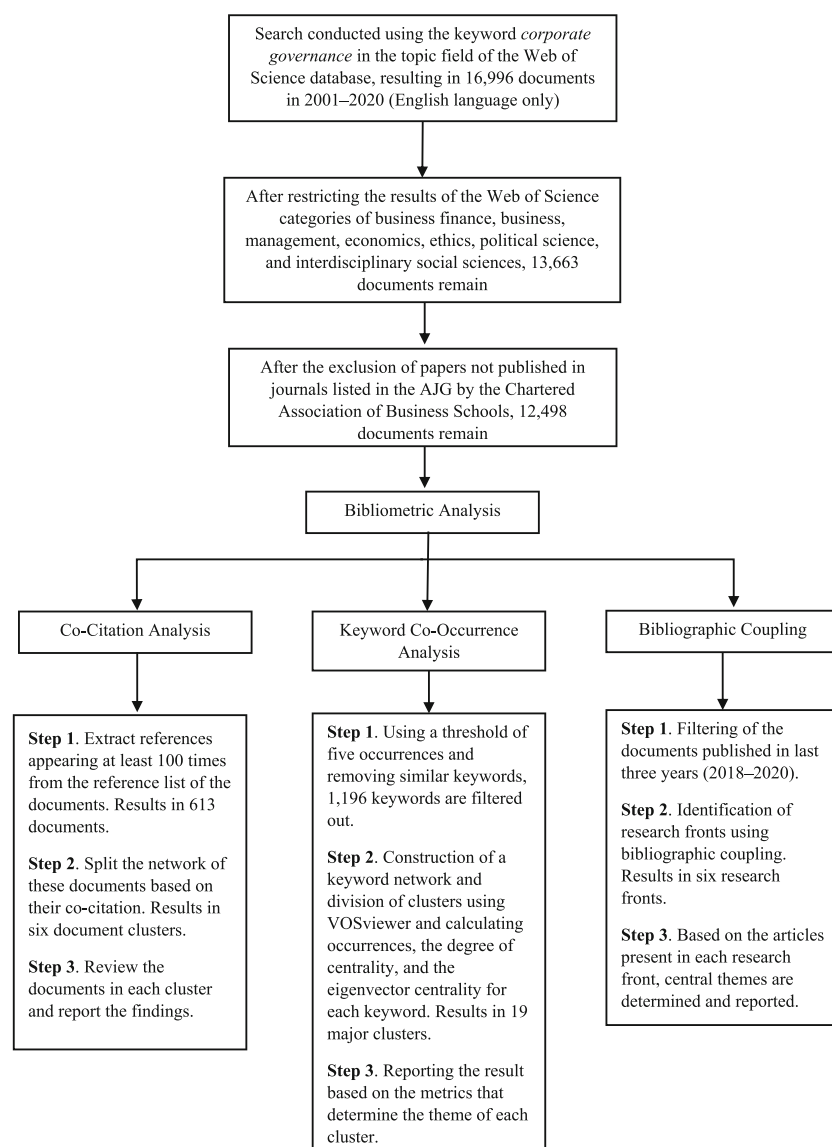 Search conducted using the keyword corporate
governance in the topic field of the Web of
Science database, resulting in 16,996 documents
in 2001–2020 (English language only)
After restricting the results of the Web of Science
categories of business finance, business,
management, economics, ethics, political science,
and interdisciplinary social sciences, 13,663
documents remain
After the exclusion of papers not published in
journals listed in the AJG by the Chartered
Association of Business Schools, 12,498
documents remain
Bibliometric Analysis
Co-Citation Analysis
Step 1. Extract references
appearing at least 100 times
from the reference list of the
documents. Results in 613
documents.
Step 2. Split the network of
these documents based on
their co-citation. Results in
six document clusters.
Step 3. Review the
documents in each cluster
and report the findings.
Keyword Co-Occurrence
Analysis
Step 1. Using a threshold of
five occurrences and
removing similar keywords,
1,196 keywords are filtered
out.
Step 2. Construction of a
keyword network and
division of clusters using
VOSviewer and calculating
occurrences, the degree of
centrality, and the
eigenvector centrality for
each keyword. Results in 19
major clusters.
Step 3. Reporting the result
based on the metrics that
determine the theme of each
cluster.
Bibliographic Coupling
Step 1. Filtering of the
documents published in last
three years (2018–2020).
Step 2. Identification of
research fronts using
bibliographic coupling.
Results in six research
fronts.
Step 3. Based on the articles
present in each research
front, central themes are
determined and reported.